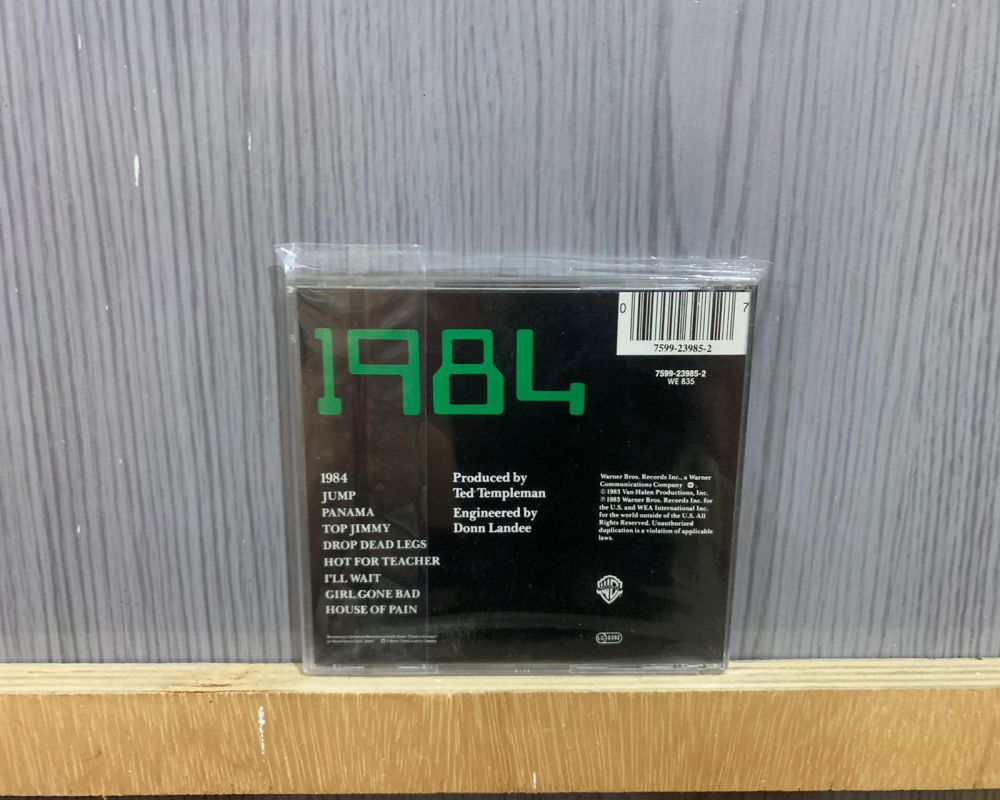 1984
0 7
7599-23985-2
7599-23985-2
WE 835
1984
JUMP
PANAMA
TOP JIMMY
DROP DEAD LEGS
HOT FOR TEACHER
I'LL WAIT
GIRL GONE BAD
HOUSE OF PAIN
Produced by
Ted Templeman
Engineered by
Donn Landee
Warner Bros. Records Inc., a Warner
Communications Company
© 1983 Van Halen Productions, Inc.
℗ 1983 Warner Bros. Records Inc. for
the U.S. and WEA International Inc.
for the world outside of the U.S. All
Rights Reserved. Unauthorized
duplication is a violation of applicable
laws.
LC 0392